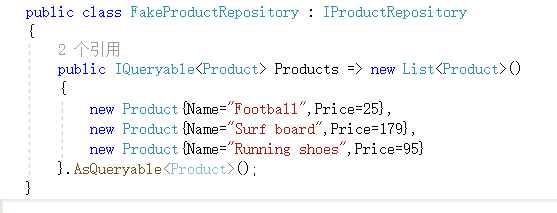 public class FakeProductRepository : IProductRepository
{
2 个引用
public IQueryable<Product> Products => new List<Product>()
{
new Product{Name="Football",Price=25},
new Product{Name="Surf board",Price=179},
new Product{Name="Running shoes",Price=95}
}.AsQueryable<Product>();
}